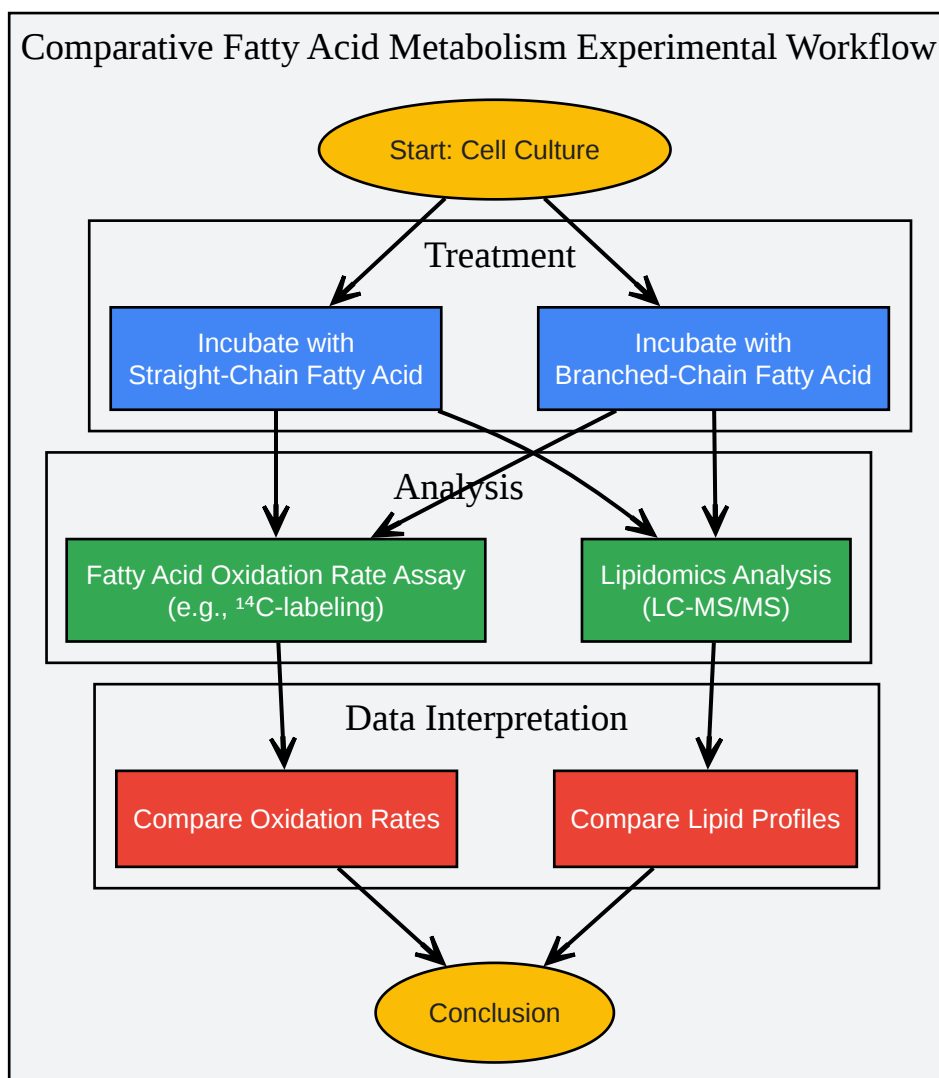 Comparative Fatty Acid Metabolism Experimental Workflow
Start: Cell Culture
Treatment
Incubate with
Straight-Chain Fatty Acid
Incubate with
Branched-Chain Fatty Acid
Analysis
Fatty Acid Oxidation Rate Assay
(e.g., ¹⁴C-labeling)
Lipidomics Analysis
(LC-MS/MS)
Data Interpretation
Compare Oxidation Rates
Compare Lipid Profiles
Conclusion